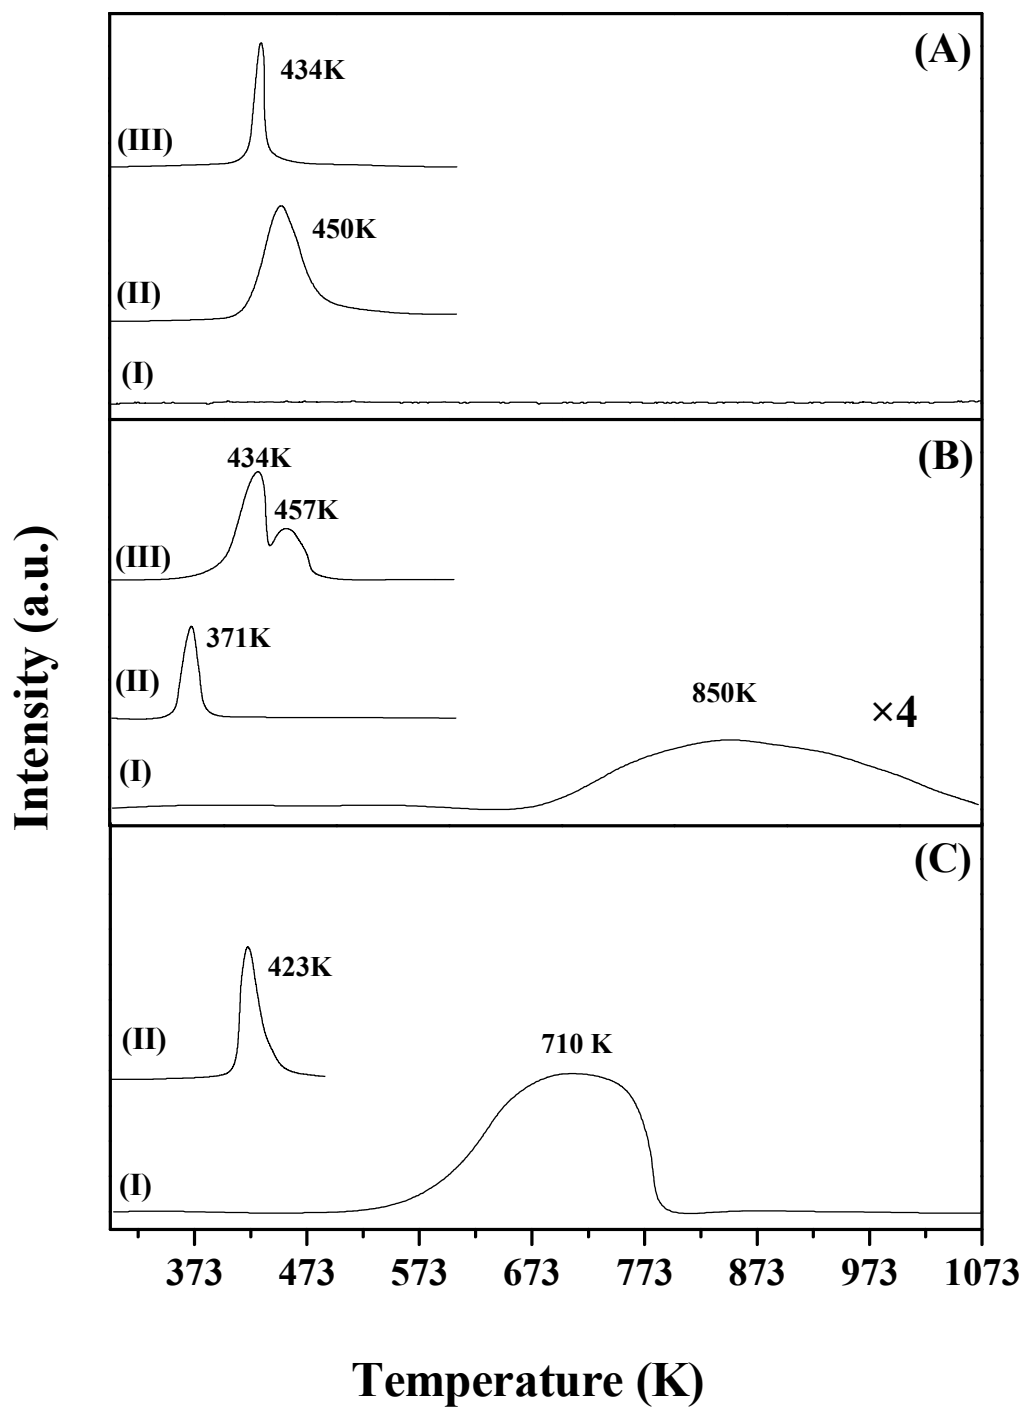 (A)
434K
(III)
450K
(II)
(I)
(B)
434K
457K
(III)
371K
(II)
850K
×4
(I)
(C)
423K
(II)
710 K
(I)
373 473 573 673 773 873 973 1073
Temperature (K)
Intensity (a.u.)